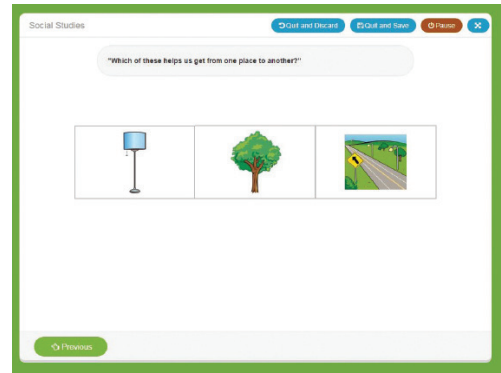 Social Studies
Quit and Discard
Quit and Save
Pause
"Which of these helps us get from one place to another?"
Previous